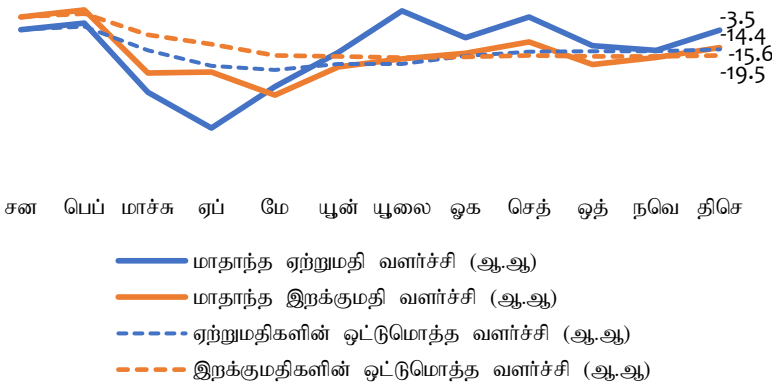 -3.5
-14.4
-15.6
-19.5
சன பெப் மார்ச்சு ஏப் மே யூன் யூலை ஓக செத் ஒத் நவெ திசெ
மாதாந்த ஏற்றுமதி வளர்ச்சி (ஆ.ஆ)
மாதாந்த இறக்குமதி வளர்ச்சி (ஆ.ஆ)
ஏற்றுமதிகளின் ஒட்டுமொத்த வளர்ச்சி (ஆ.ஆ)
இறக்குமதிகளின் ஒட்டுமொத்த வளர்ச்சி (ஆ.ஆ)